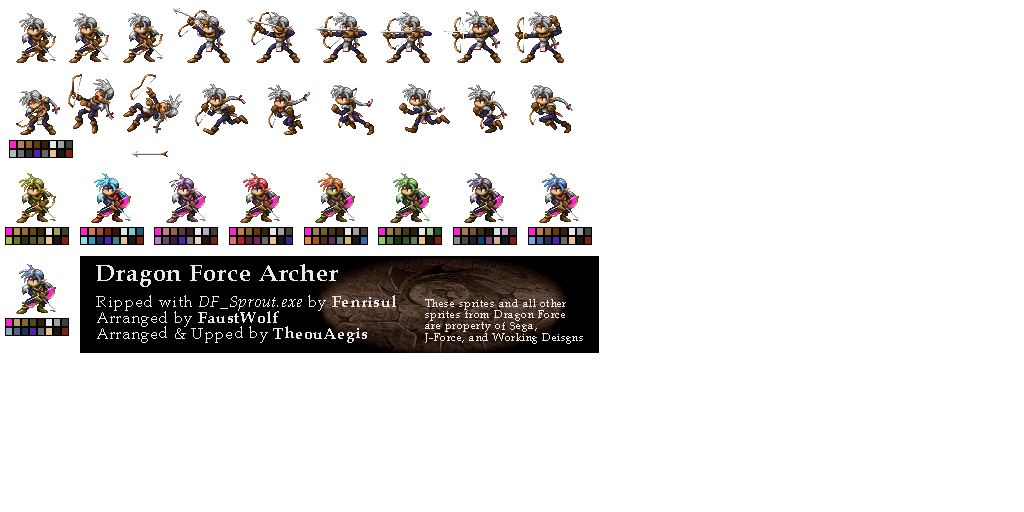 Dragon Force Archer
Ripped with DF_Sprout.exe by Fenrisul
Arranged by FaustWolf
Arranged & Upped by TheouAegis
These sprites and all other
sprites from Dragon Force
are property of Sega,
J-Force, and Working Deisgns